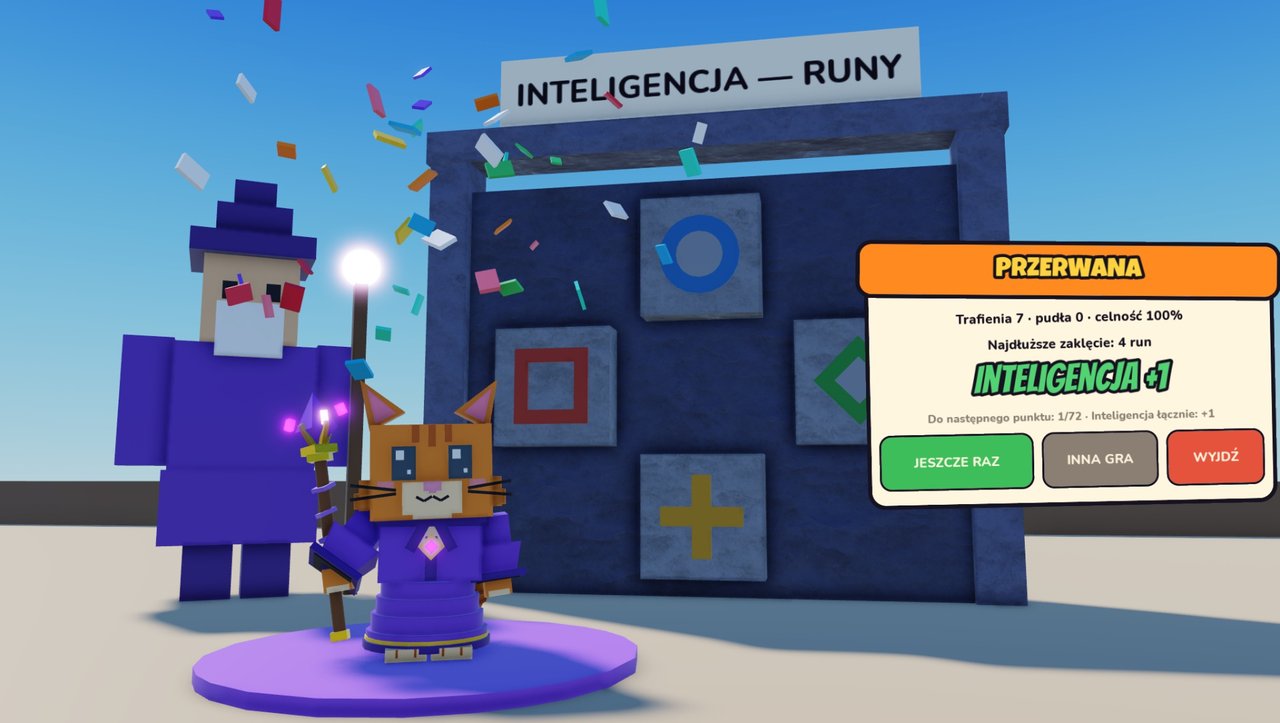 INTELIGENCJA — RUNY
PRZERWANA
Trafienia 7 · pudła 0 · celność 100%
Najdłuższe zaklęcie: 4 run
INTELIGENCJA +1
Do następnego punktu: 1/72 · Inteligencja łącznie: +1
JESZCZE RAZ
INNA GRA
WYJDŹ